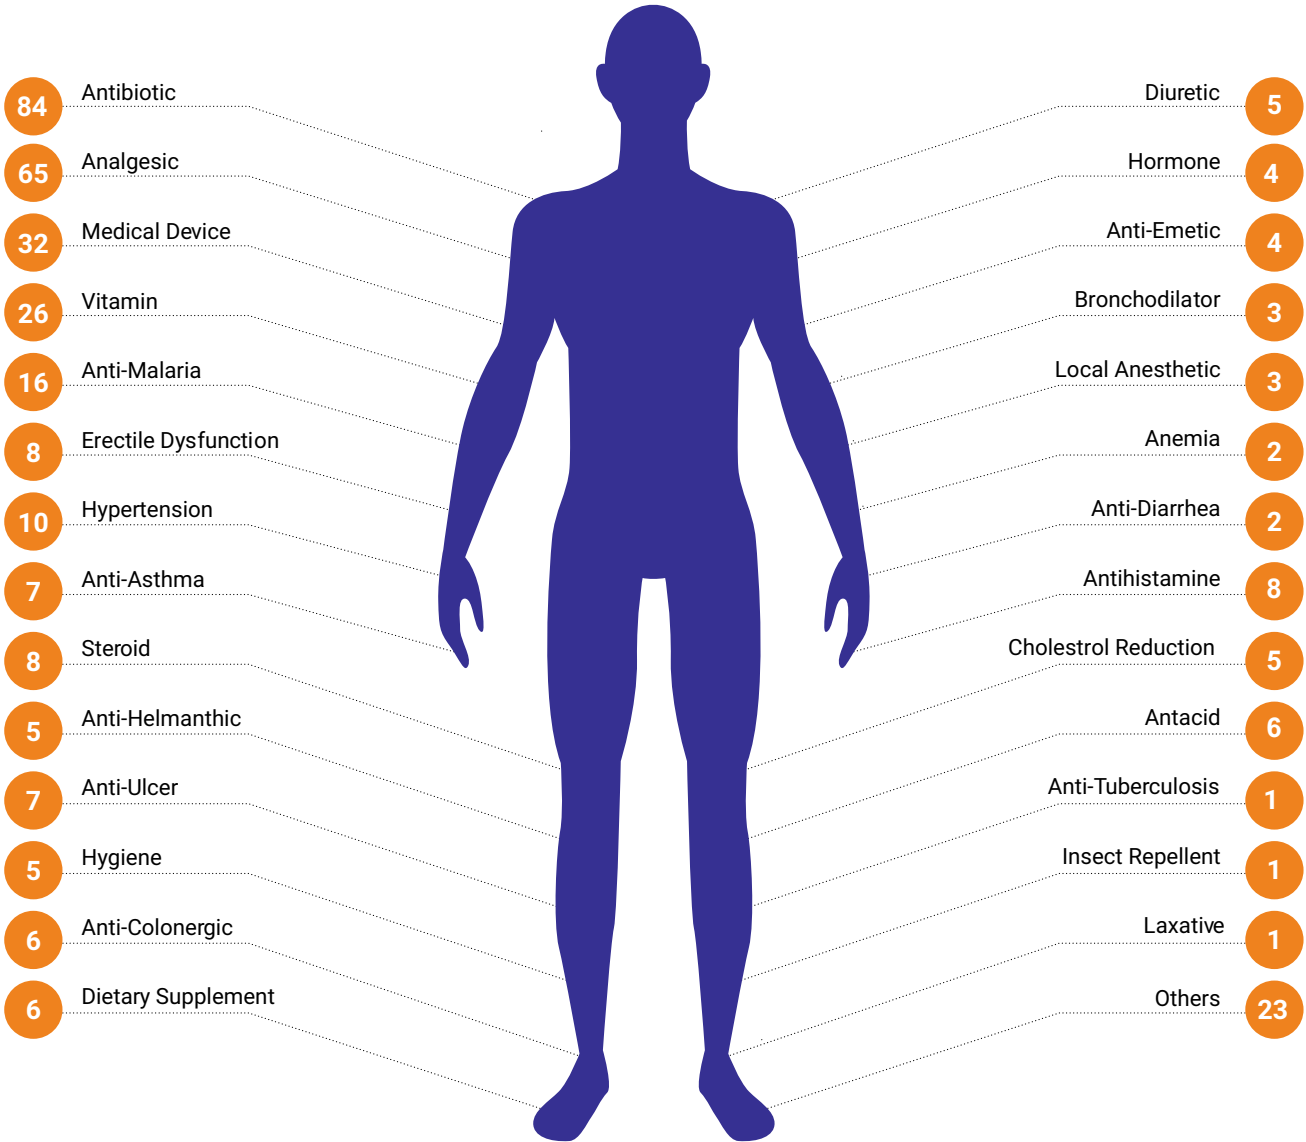 84 Antibiotic
65 Analgesic
32 Medical Device
26 Vitamin
16 Anti-Malaria
8 Erectile Dysfunction
10 Hypertension
7 Anti-Asthma
8 Steroid
5 Anti-Helmanthic
7 Anti-Ulcer
5 Hygiene
6 Anti-Colonergic
6 Dietary Supplement
Diuretic 5
Hormone 4
Anti-Emetic 4
Bronchodilator 3
Local Anesthetic 3
Anemia 2
Anti-Diarrhea 2
Antihistamine 8
Cholestrol Reduction 5
Antacid 6
Anti-Tuberculosis 1
Insect Repellent 1
Laxative 1
Others 23